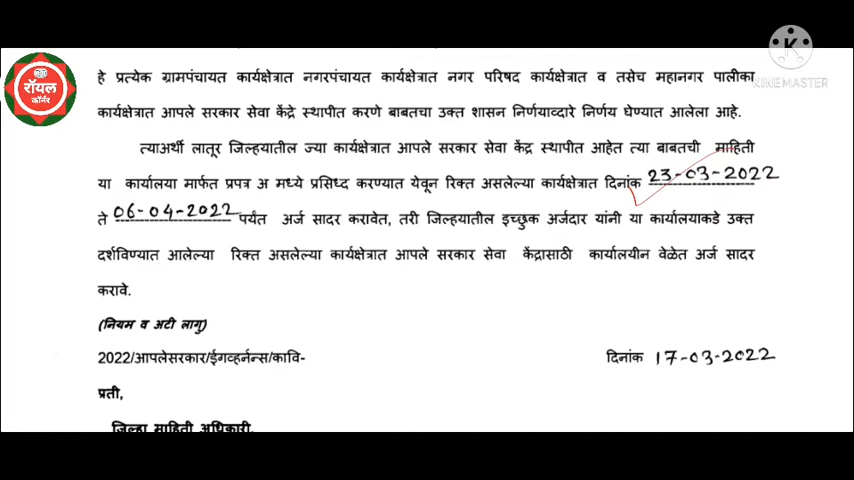 रॉयल
कॉर्नर
KINEMASTER
हे प्रत्येक ग्रामपंचायत कार्यक्षेत्रात नगरपंचायत कार्यक्षेत्रात नगर परिषद कार्यक्षेत्रात व तसेच महानगर पालीका
कार्यक्षेत्रात आपले सरकार सेवा केंद्रे स्थापीत करणे बाबतचा उक्त शासन निर्णयाव्दारे निर्णय घेण्यात आलेला आहे.
त्याअर्थी लातूर जिल्हयातील ज्या कार्यक्षेत्रात आपले सरकार सेवा केंद्र स्थापीत आहेत त्या बाबतची माहिती
या कार्यालया मार्फत प्रपत्र अ मध्ये प्रसिध्द करण्यात येवून रिक्त असलेल्या कार्यक्षेत्रात दिनांक 23-03-2022
ते 06-04-2022 पर्यंत अर्ज सादर करावेत, तरी जिल्हयातील इच्छुक अर्जदार यांनी या कार्यालयाकडे उक्त
दर्शविण्यात आलेल्या रिक्त असलेल्या कार्यक्षेत्रात आपले सरकार सेवा केंद्रासाठी कार्यालयीन वेळेत अर्ज सादर
करावे.
(नियम व अटी लागु)
2022/आपलेसरकार/ईगव्हर्नन्स/कावि- दिनांक 17-03-2022
प्रती,
जिल्हा माहिती अधिकारी,